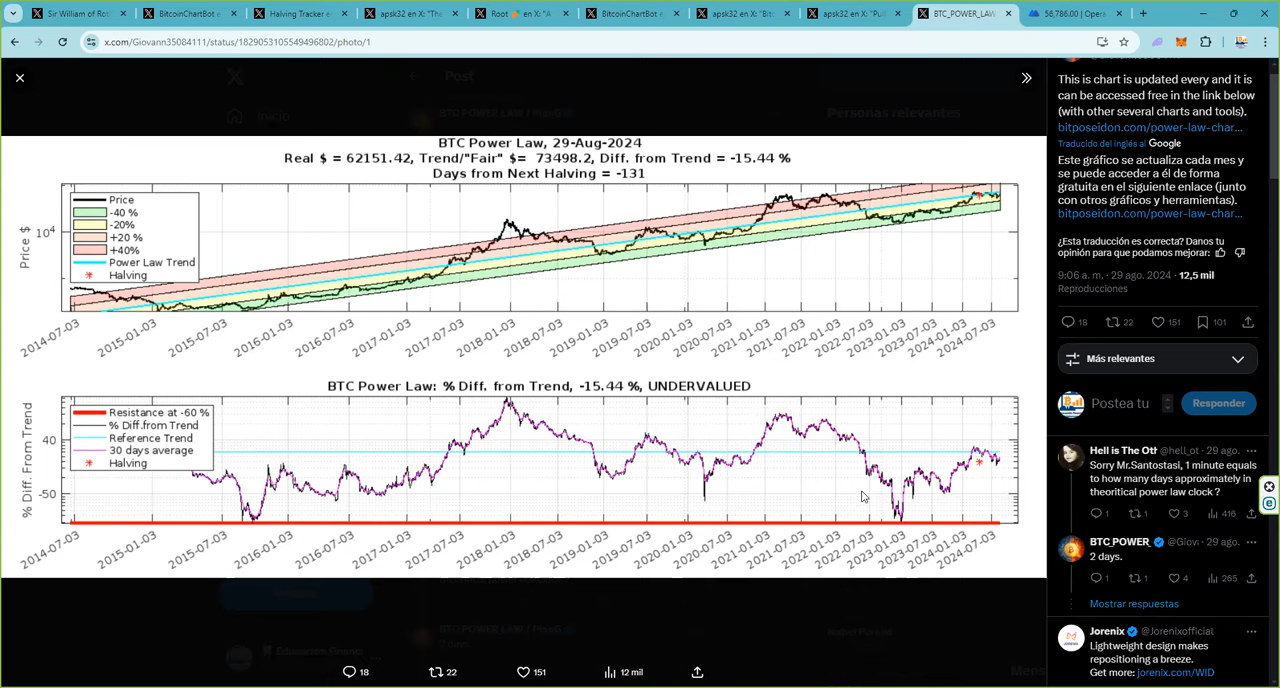 Sir William of Rot
BitcoinChartBot e
Halving Tracker en
apsk32 en X: "The
Root 🔥 en X: "A
BitcoinChartBot e
apsk32 en X: "Bitc
apsk32 en X: "Pul
BTC_POWER_LAW
56,786.00 | Opera
x.com/Giovann35084111/status/1829053105549496802/photo/1
Post
Inicio
Personas relevantes
BTC Power Law, 29-Aug-2024
Real $ = 62151.42, Trend/"Fair" $= 73498.2, Diff. from Trend = -15.44 %
Days from Next Halving = -131
Price $
10^4
Price
-40 %
-20%
+20 %
+40%
Power Law Trend
Halving
2014-07-03
2015-01-03
2015-07-03
2016-01-03
2016-07-03
2017-01-03
2017-07-03
2018-01-03
2018-07-03
2019-01-03
2019-07-03
2020-01-03
2020-07-03
2021-01-03
2021-07-03
2022-01-03
2022-07-03
2023-01-03
2023-07-03
2024-01-03
2024-07-03
BTC Power Law: % Diff. from Trend, -15.44 %, UNDERVALUED
% Diff. From Trend
40
-50
Resistance at -60 %
% Diff.from Trend
Reference Trend
30 days average
Halving
2014-07-03
2015-01-03
2015-07-03
2016-01-03
2016-07-03
2017-01-03
2017-07-03
2018-01-03
2018-07-03
2019-01-03
2019-07-03
2020-01-03
2020-07-03
2021-01-03
2021-07-03
2022-01-03
2022-07-03
2023-01-03
2023-07-03
2024-01-03
2024-07-03
18
22
151
12 mil
This is chart is updated every and it is
can be accessed free in the link below
(with other several charts and tools).
bitposeidon.com/power-law-char...
Traducido del inglés al Google
Este gráfico se actualiza cada mes y
se puede acceder a él de forma
gratuita en el siguiente enlace (junto
con otros gráficos y herramientas).
bitposeidon.com/power-law-char...
¿Esta traducción es correcta? Danos tu
opinión para que podamos mejorar:
9:06 a. m. · 29 ago. 2024 · 12,5 mil
Reproducciones
18
22
151
101
Más relevantes
Postea tu
Responder
Hell is The Oth @hell_ot · 29 ago. ···
Sorry Mr.Santostasi, 1 minute equals
to how many days approximately in
theoritical power law clock ?
1
1
3
416
BTC_POWER_ @Giova · 29 ago. ···
2 days.
1
1
4
265
Mostrar respuestas
Jorenix @Jorenixofficial ···
Lightweight design makes
repositioning a breeze.
Get more: jorenix.com/WID